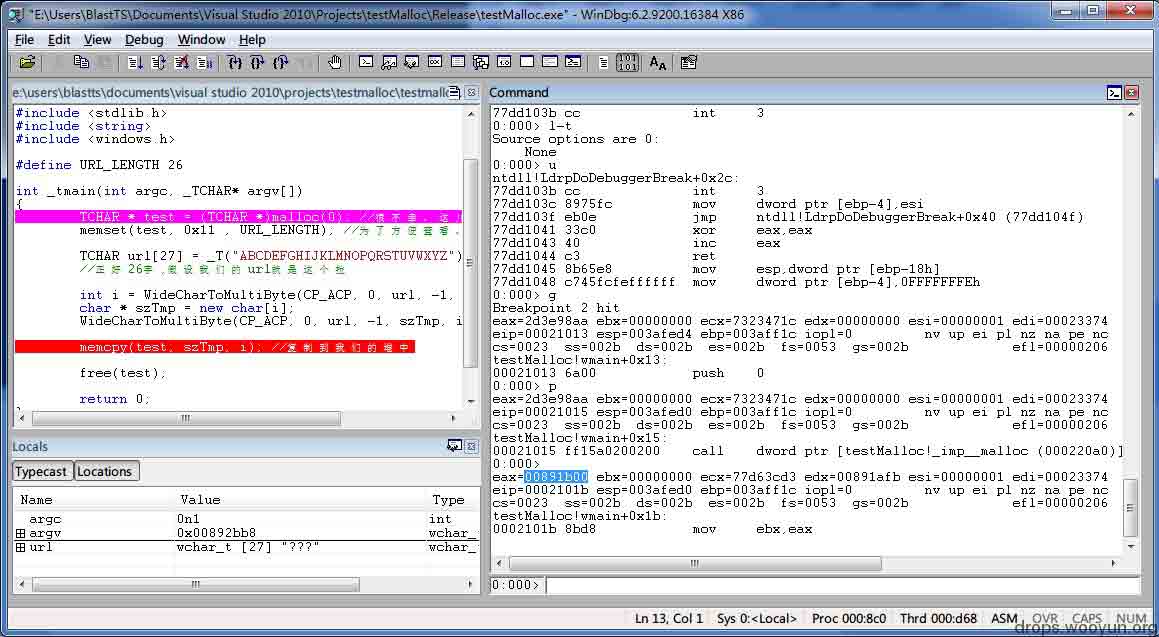 "E:\Users\BlastTS\Documents\Visual Studio 2010\Projects\testMalloc\Release\testMalloc.exe" - WinDbg:6.2.9200.16384 X86
File Edit View Debug Window Help
e:\users\blastts\documents\visual studio 2010\projects\testmalloc\testmallo
#include <stdlib.h>
#include <string>
#include <windows.h>
#define URL_LENGTH 26
int _tmain(int argc, _TCHAR* argv[])
{
TCHAR * test = (TCHAR *)malloc(0); //很不幸,
memset(test, 0x11 , URL_LENGTH); //为了方便查看,
TCHAR url[27] = _T("ABCDEFGHIJKLMNOPQRSTUVWXYZ")
//正好26字,假设我们的url就是这个拉
int i = WideCharToMultiByte(CP_ACP, 0, url, -1,
char * szTmp = new char[i];
WideCharToMultiByte(CP_ACP, 0, url, -1, szTmp, i
memcpy(test, szTmp, i); //复制到我们的堆中
free(test);
return 0;
Locals
Typecast Locations
Name Value Type
argc 0n1 int
argv 0x00892bb8 wchar_
url wchar_t [27] "???" wchar_
Command
77dd103b cc int 3
0:000> l-t
Source options are 0:
None
0:000> u
ntdll!LdrpDoDebuggerBreak+0x2c:
77dd103b cc int 3
77dd103c 8975fc mov dword ptr [ebp-4],esi
77dd103f eb0e jmp ntdll!LdrpDoDebuggerBreak+0x40 (77dd104f)
77dd1041 33c0 xor eax,eax
77dd1043 40 inc eax
77dd1044 c3 ret
77dd1045 8b65e8 mov esp,dword ptr [ebp-18h]
77dd1048 c745fcfeffffff mov dword ptr [ebp-4],0FFFFFFFEh
0:000> g
Breakpoint 2 hit
eax=2d3e98aa ebx=00000000 ecx=7323471c edx=00000000 esi=00000001 edi=00023374
eip=00021013 esp=003afed4 ebp=003aff1c iopl=0 nv up ei pl nz na pe nc
cs=0023 ss=002b ds=002b es=002b fs=0053 gs=002b efl=00000206
testMalloc!wmain+0x13:
00021013 6a00 push 0
0:000> p
eax=2d3e98aa ebx=00000000 ecx=7323471c edx=00000000 esi=00000001 edi=00023374
eip=00021015 esp=003afed0 ebp=003aff1c iopl=0 nv up ei pl nz na pe nc
cs=0023 ss=002b ds=002b es=002b fs=0053 gs=002b efl=00000206
testMalloc!wmain+0x15:
00021015 ff15a0200200 call dword ptr [testMalloc!_imp__malloc (000220a0)]
0:000>
eax=00891b00 ebx=00000000 ecx=77d63cd3 edx=00891afb esi=00000001 edi=00023374
eip=0002101b esp=003afed0 ebp=003aff1c iopl=0 nv up ei pl nz na pe nc
cs=0023 ss=002b ds=002b es=002b fs=0053 gs=002b efl=00000206
testMalloc!wmain+0x1b:
0002101b 8bd8 mov ebx,eax
0:000>
Ln 13, Col 1 Sys 0:<Local> Proc 000:8c0 Thrd 000:d68 ASM OVR CAPS NUM
drops.wooyun.org